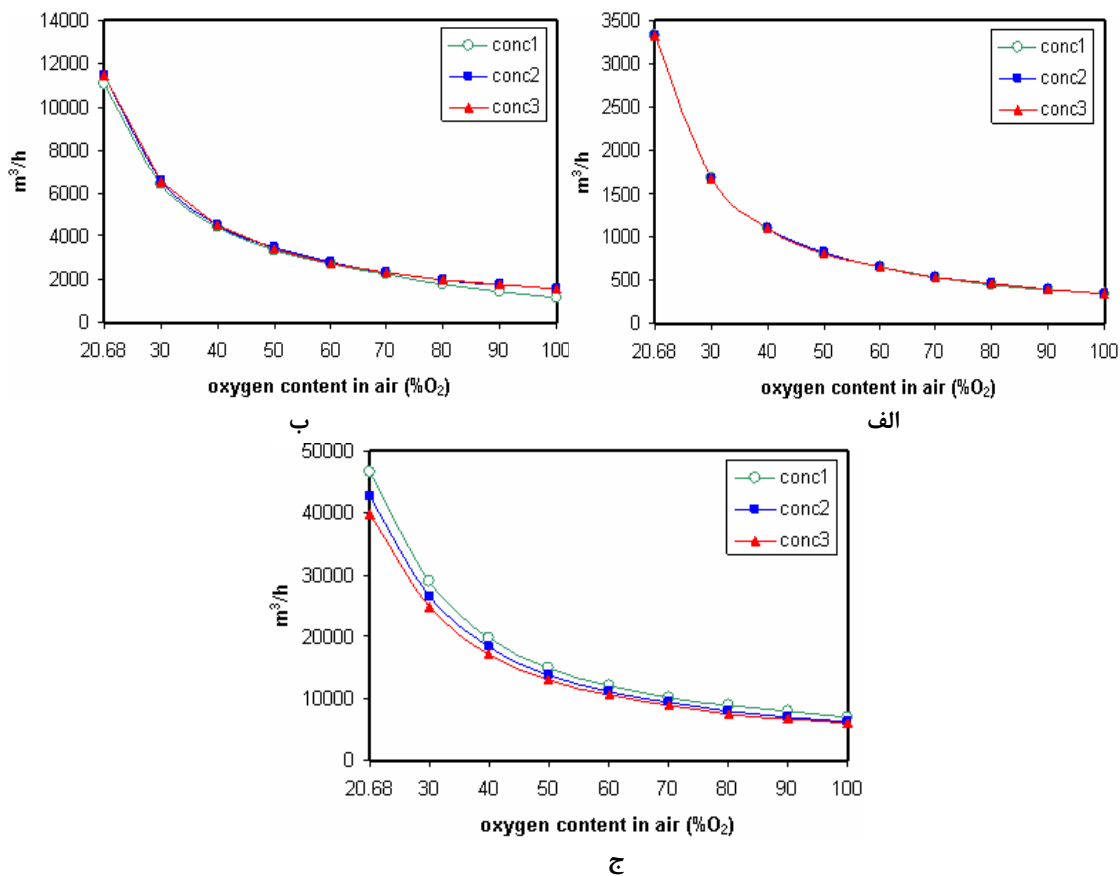 14000
12000
10000
8000
6000
4000
2000
0
m³/h
20.68 30 40 50 60 70 80 90 100
oxygen content in air (%O₂)
conc1
conc2
conc3
ب
3500
3000
2500
2000
1500
1000
500
0
m³/h
20.68 30 40 50 60 70 80 90 100
oxygen content in air (%O₂)
conc1
conc2
conc3
الف
50000
40000
30000
20000
10000
0
m³/h
20.68 30 40 50 60 70 80 90 100
oxygen content in air (%O₂)
conc1
conc2
conc3
ج